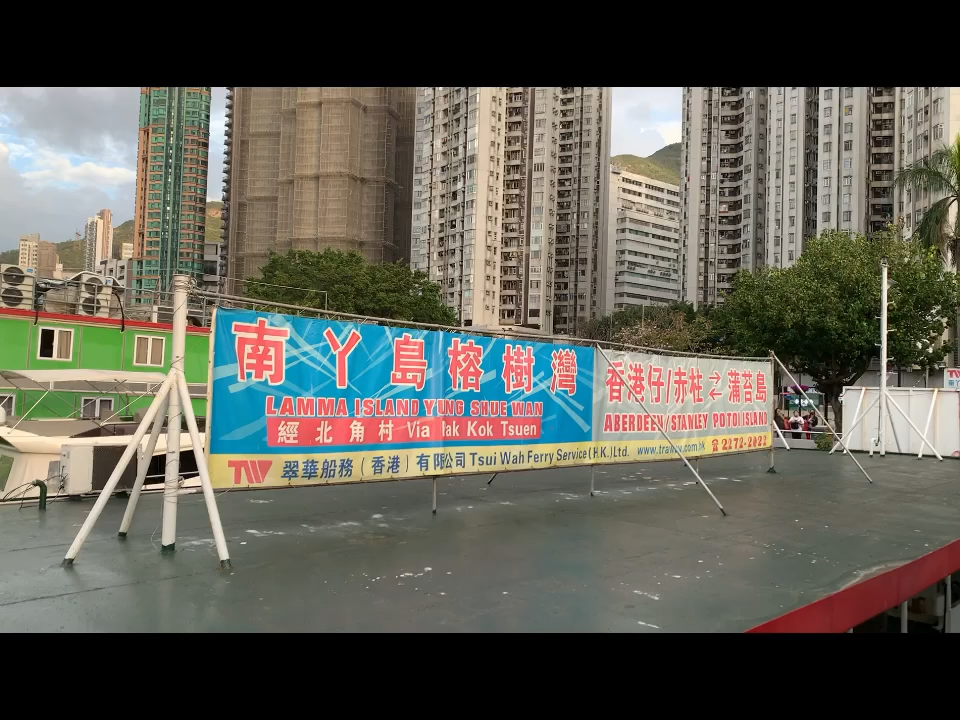 南丫島榕樹灣
LAMMA ISLAND YUNG SHUE WAN
經北角村 Via Pak Kok Tsuen
TW 翠華船務(香港)有限公司 Tsui Wah Ferry Service (H.K.) Ltd.
香港仔/赤柱⇄蒲苔島
ABERDEEN/STANLEY POTOI ISLAND
www.traway.com.hk ☎ 2272-2022